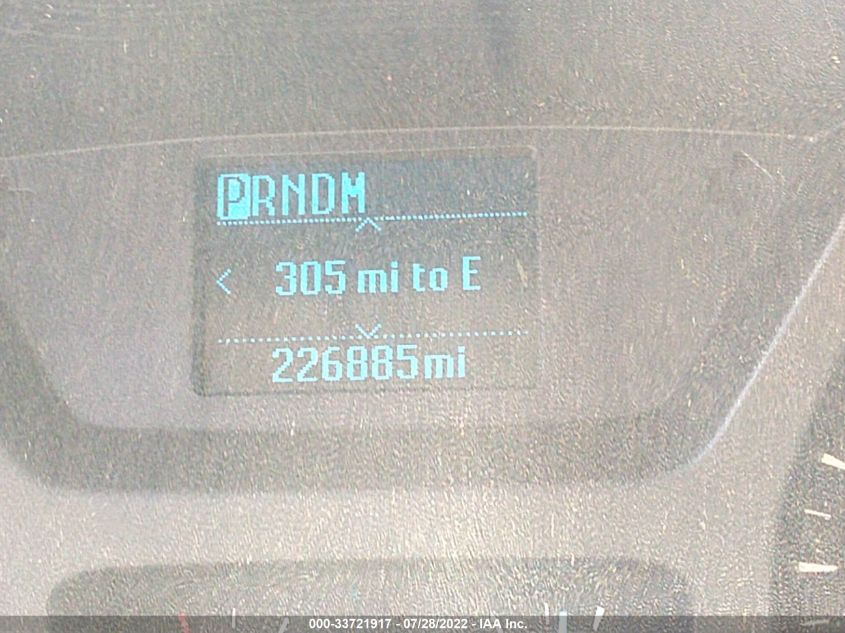 PRNDM
< 305 mi to E
226885mi
000-33721917 - 07/28/2022 - IAA Inc.